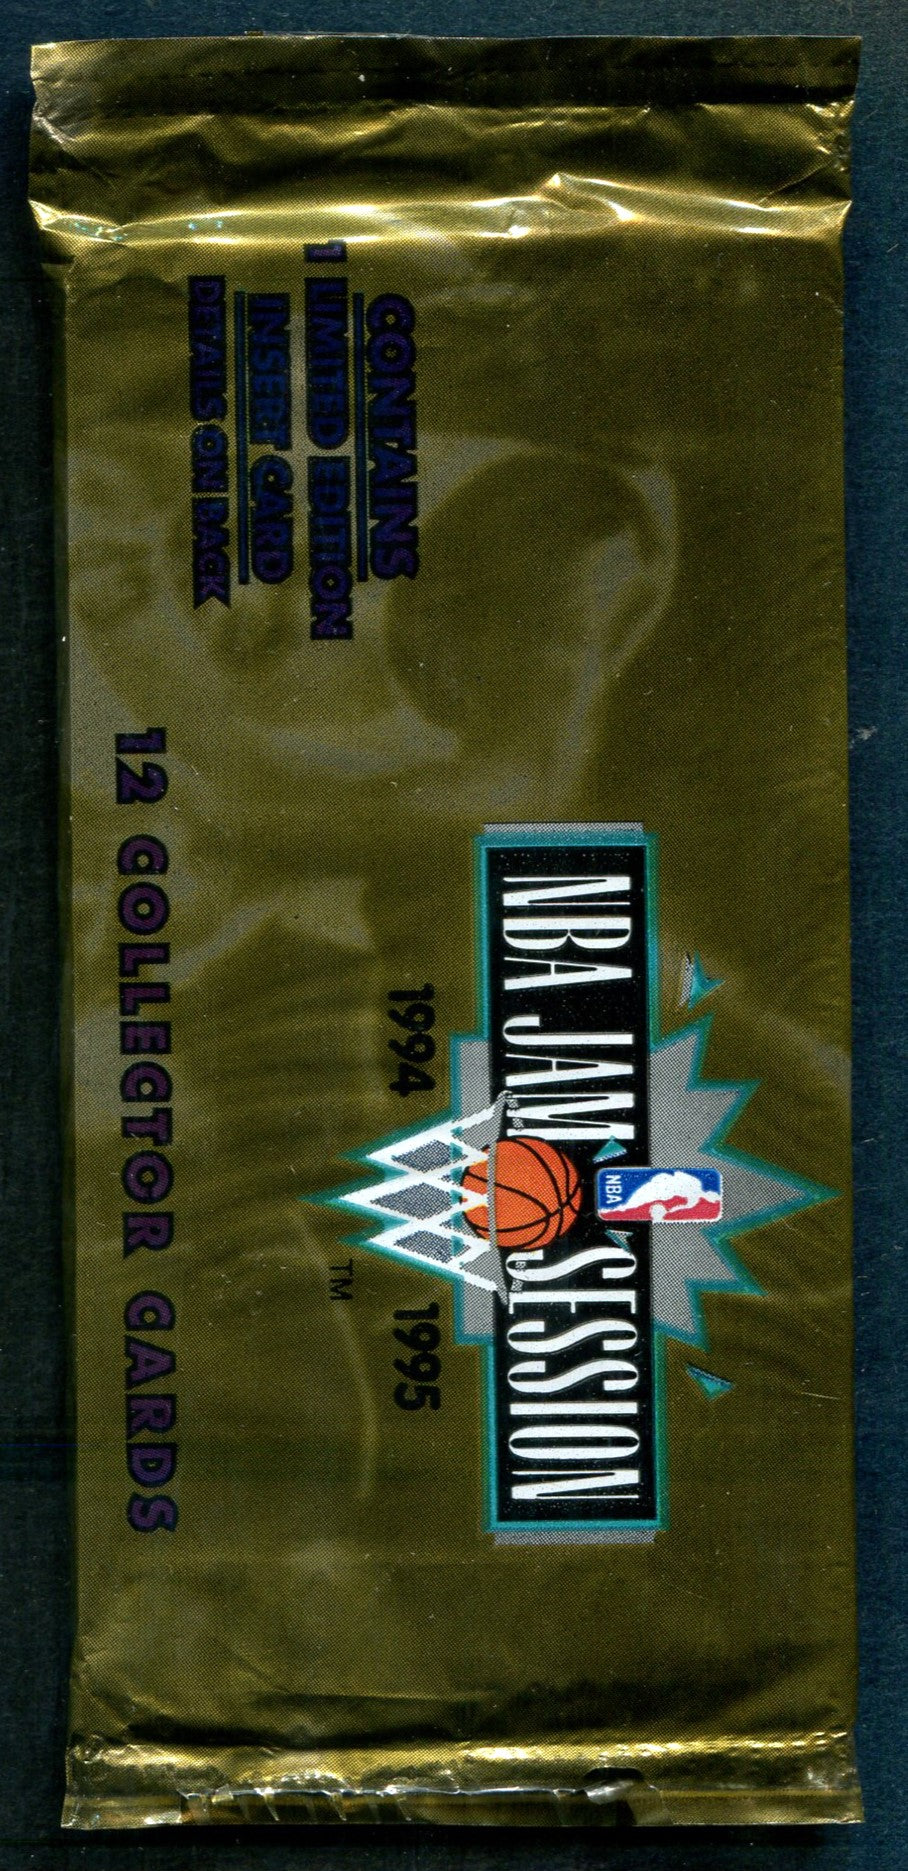 NBA
NBA JAM SESSION
1994 1995
TM
CONTAINS
1 LIMITED EDITION
INSERT CARD
DETAILS ON BACK
12 COLLECTOR CARDS